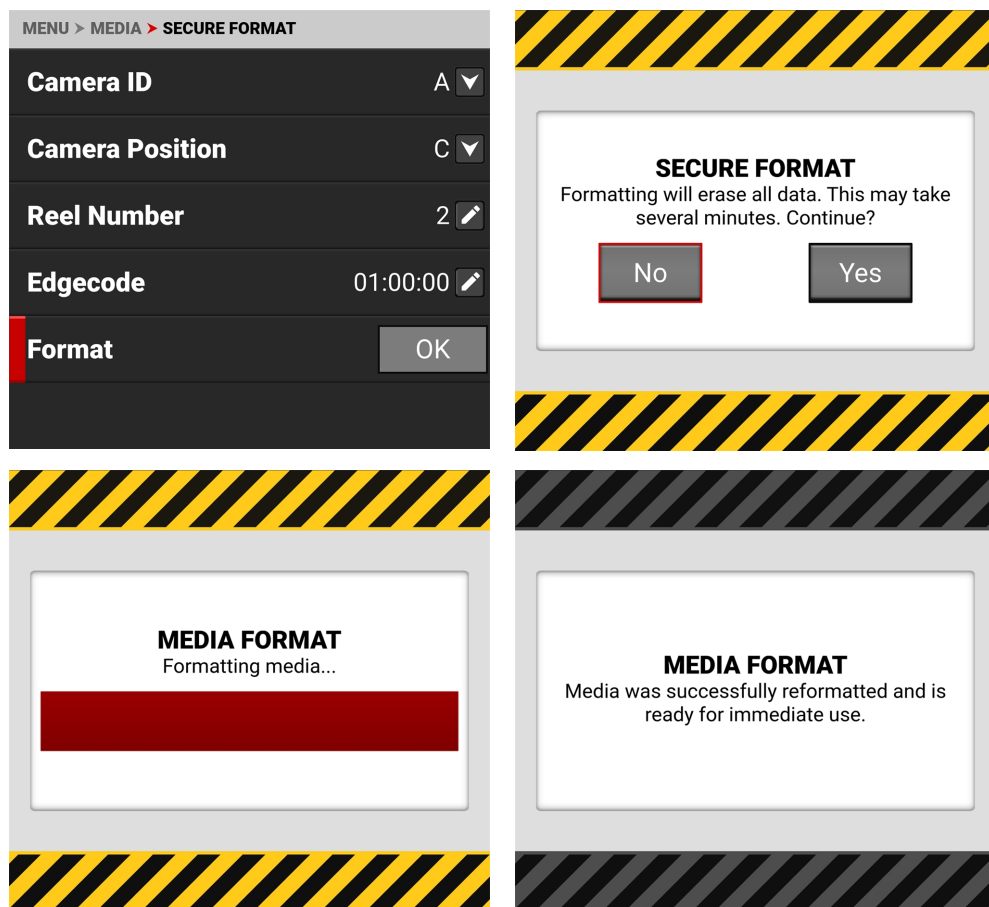 MENU > MEDIA > SECURE FORMAT
Camera ID A
Camera Position C
Reel Number 2
Edgecode 01:00:00
Format OK
SECURE FORMAT
Formatting will erase all data. This may take
several minutes. Continue?
No Yes
MEDIA FORMAT
Formatting media...
MEDIA FORMAT
Media was successfully reformatted and is
ready for immediate use.